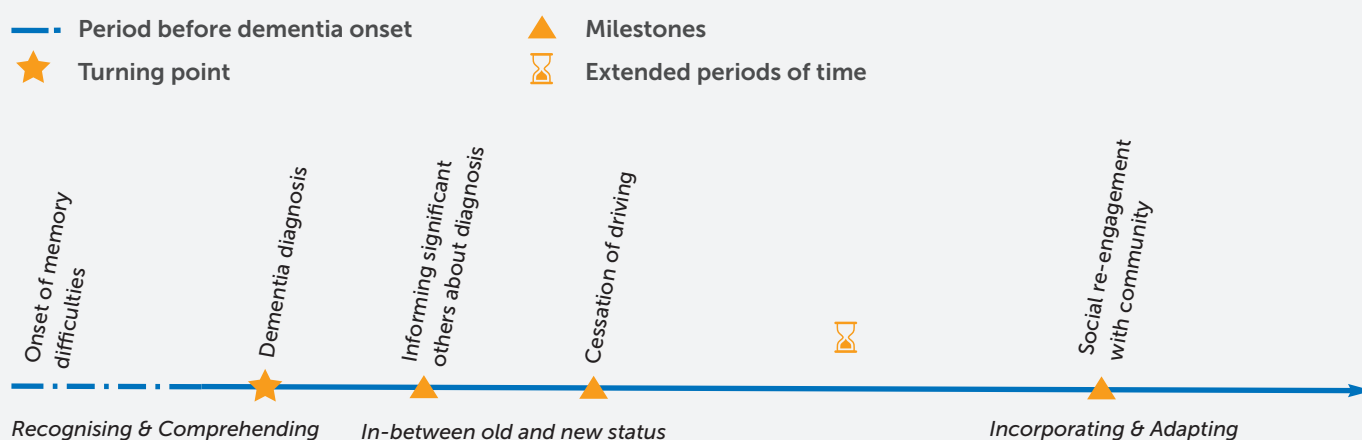 Period before dementia onset
Milestones
Turning point
Extended periods of time
Onset of memory
difficulties
Dementia diagnosis
Informing significant
others about diagnosis
Cessation of driving
Social re-engagement
with community
Recognising & Comprehending
In-between old and new status
Incorporating & Adapting